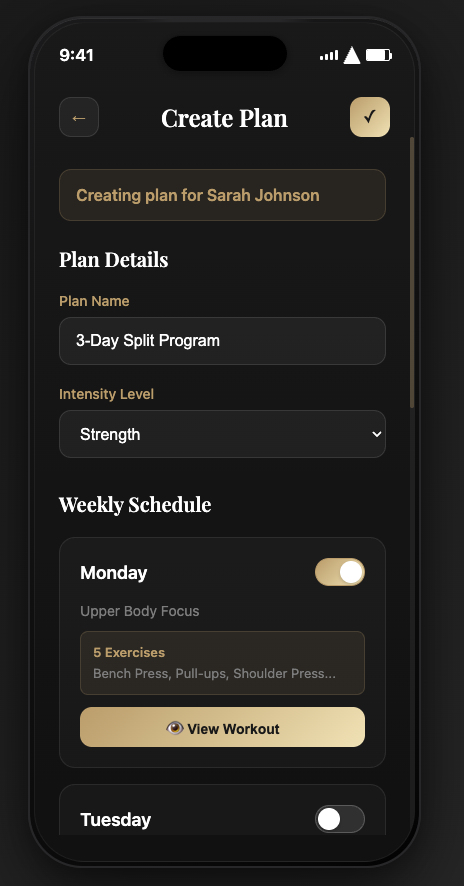 9:41
Create Plan
Creating plan for Sarah Johnson
Plan Details
Plan Name
3-Day Split Program
Intensity Level
Strength
Weekly Schedule
Monday
Upper Body Focus
5 Exercises
Bench Press, Pull-ups, Shoulder Press...
View Workout
Tuesday